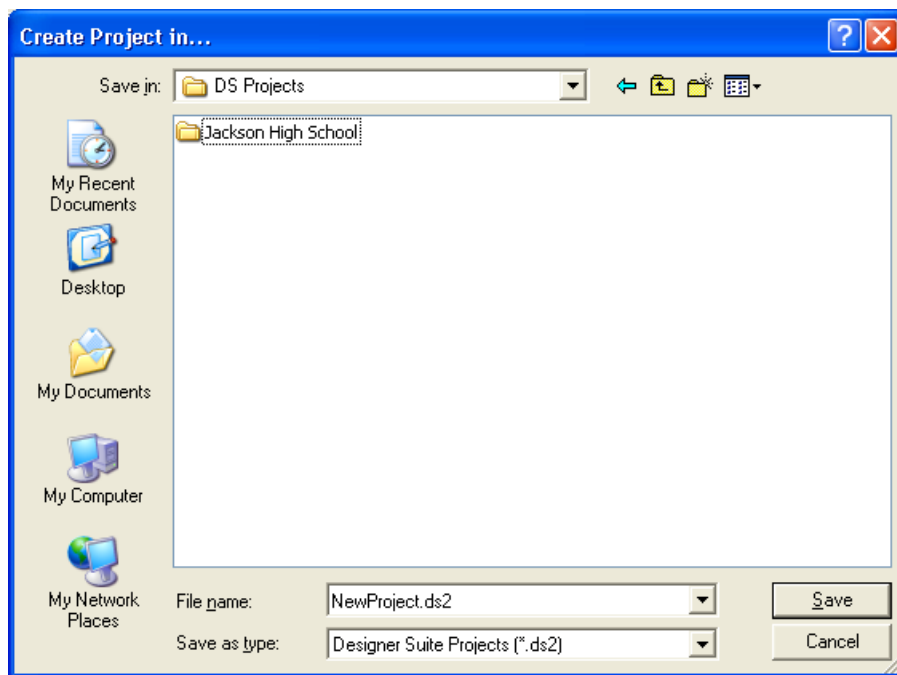 Create Project in...
Save in:
DS Projects
Jackson High School
My Recent
Documents
Desktop
My Documents
My Computer
My Network
Places
File name:
NewProject.ds2
Save
Save as type:
Designer Suite Projects (*.ds2)
Cancel